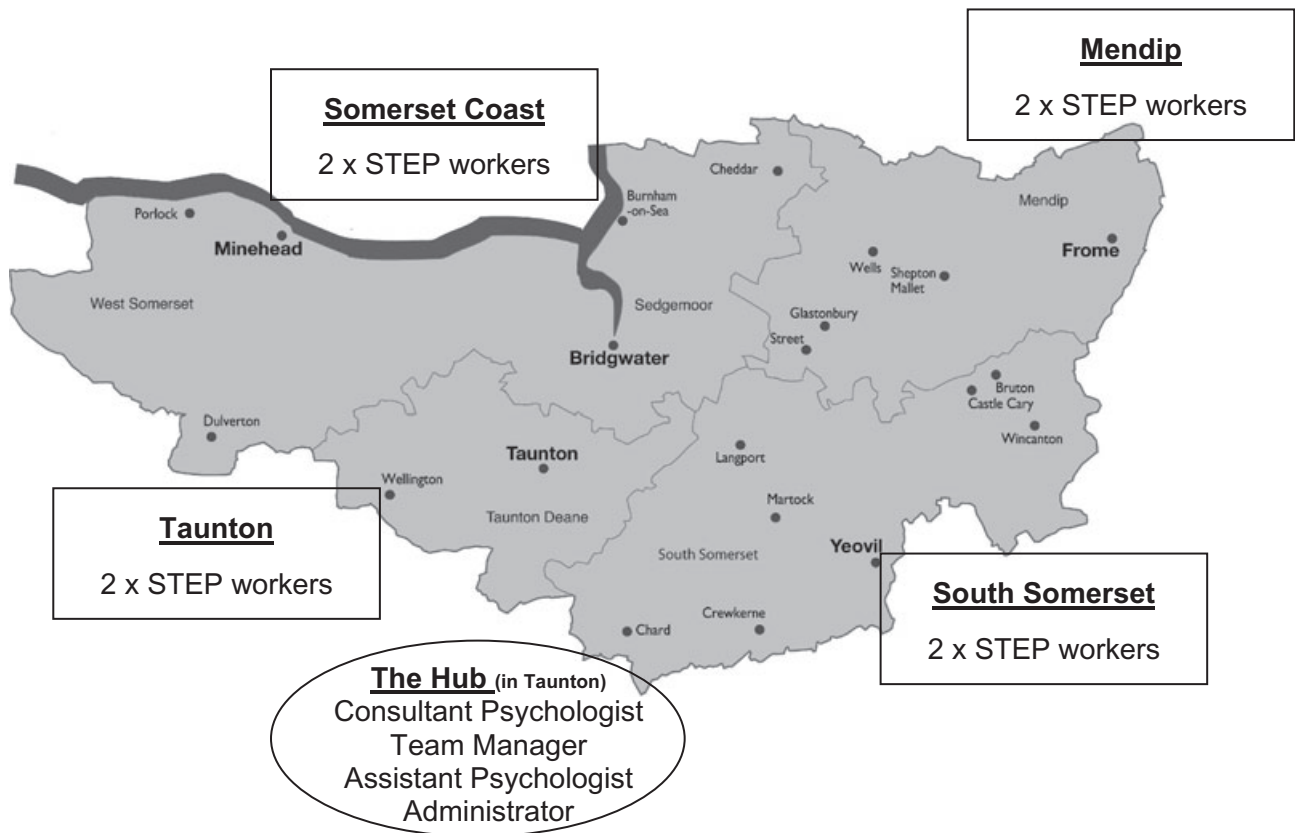 Mendip
2 x STEP workers
Somerset Coast
2 x STEP workers
Cheddar
Burnham
-on-Sea
Mendip
Porlock
Minehead
Frome
Wells
Shepton
Mallet
West Somerset
Sedgemoor
Glastonbury
Street
Bridgwater
Bruton
Castle Cary
Dulverton
Wincanton
Taunton
Langport
Wellington
Martock
Taunton Deane
Taunton
2 x STEP workers
Yeovil
South Somerset
South Somerset
2 x STEP workers
Chard
Crewkerne
The Hub (in Taunton)
Consultant Psychologist
Team Manager
Assistant Psychologist
Administrator